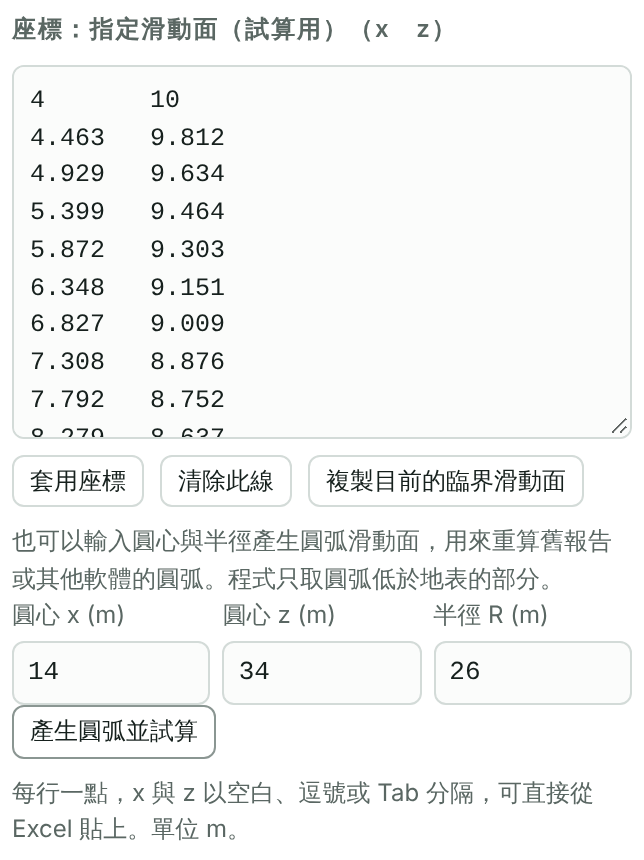 座標：指定滑動面（試算用）（x　z）
4	10
4.463	9.812
4.929	9.634
5.399	9.464
5.872	9.303
6.348	9.151
6.827	9.009
7.308	8.876
7.792	8.752
8.279	8.637
套用座標	清除此線	複製目前的臨界滑動面
也可以輸入圓心與半徑產生圓弧滑動面，用來重算舊報告
或其他軟體的圓弧。程式只取圓弧低於地表的部分。
圓心 x (m)	圓心 z (m)	半徑 R (m)
14	34	26
產生圓弧並試算
每行一點，x 與 z 以空白、逗號或 Tab 分隔，可直接從
Excel 貼上。單位 m。